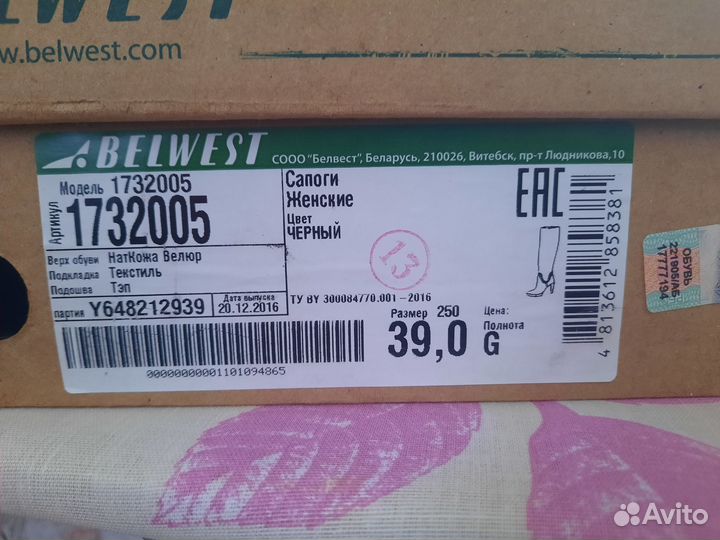 BELWEST
w.belwest.com
BELWEST
СООО "Белвест", Беларусь, 210026, Витебск, пр-т Людникова,10
Модель 1732005
Артикул 1732005
Верх обуви НатКожа Велюр
Подкладка Текстиль
Подошва Тэп
партия Y648212939
Дата выпуска 20.12.2016
00000000001101094865
Сапоги
Женские
Цвет
ЧЕРНЫЙ
13
ТУ BY 300084770.001-2016
Размер 250
39,0
Цена:
Полнота
G
EAC
4 813612 858381
ОБУВЬ
Avito